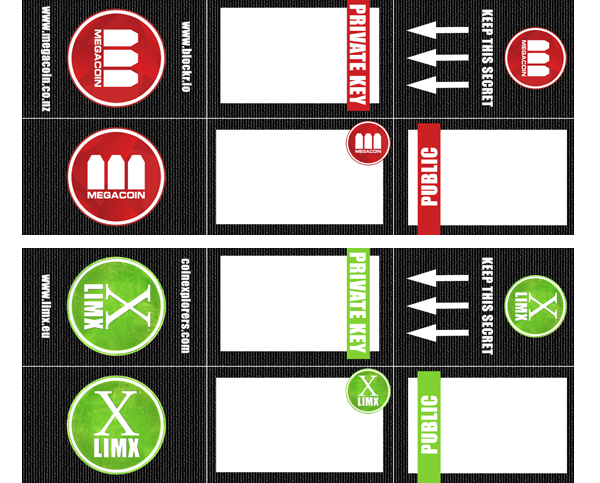 www.megacoin.co.nz
MEGACOIN
www.blockr.io
PRIVATE KEY
KEEP THIS SECRET
MEGACOIN
MEGACOIN
MEGACOIN
PUBLIC
www.limx.eu
X
LIMX
coinexplorers.com
PRIVATE KEY
KEEP THIS SECRET
X
LIMX
X
LIMX
X
LIMX
PUBLIC